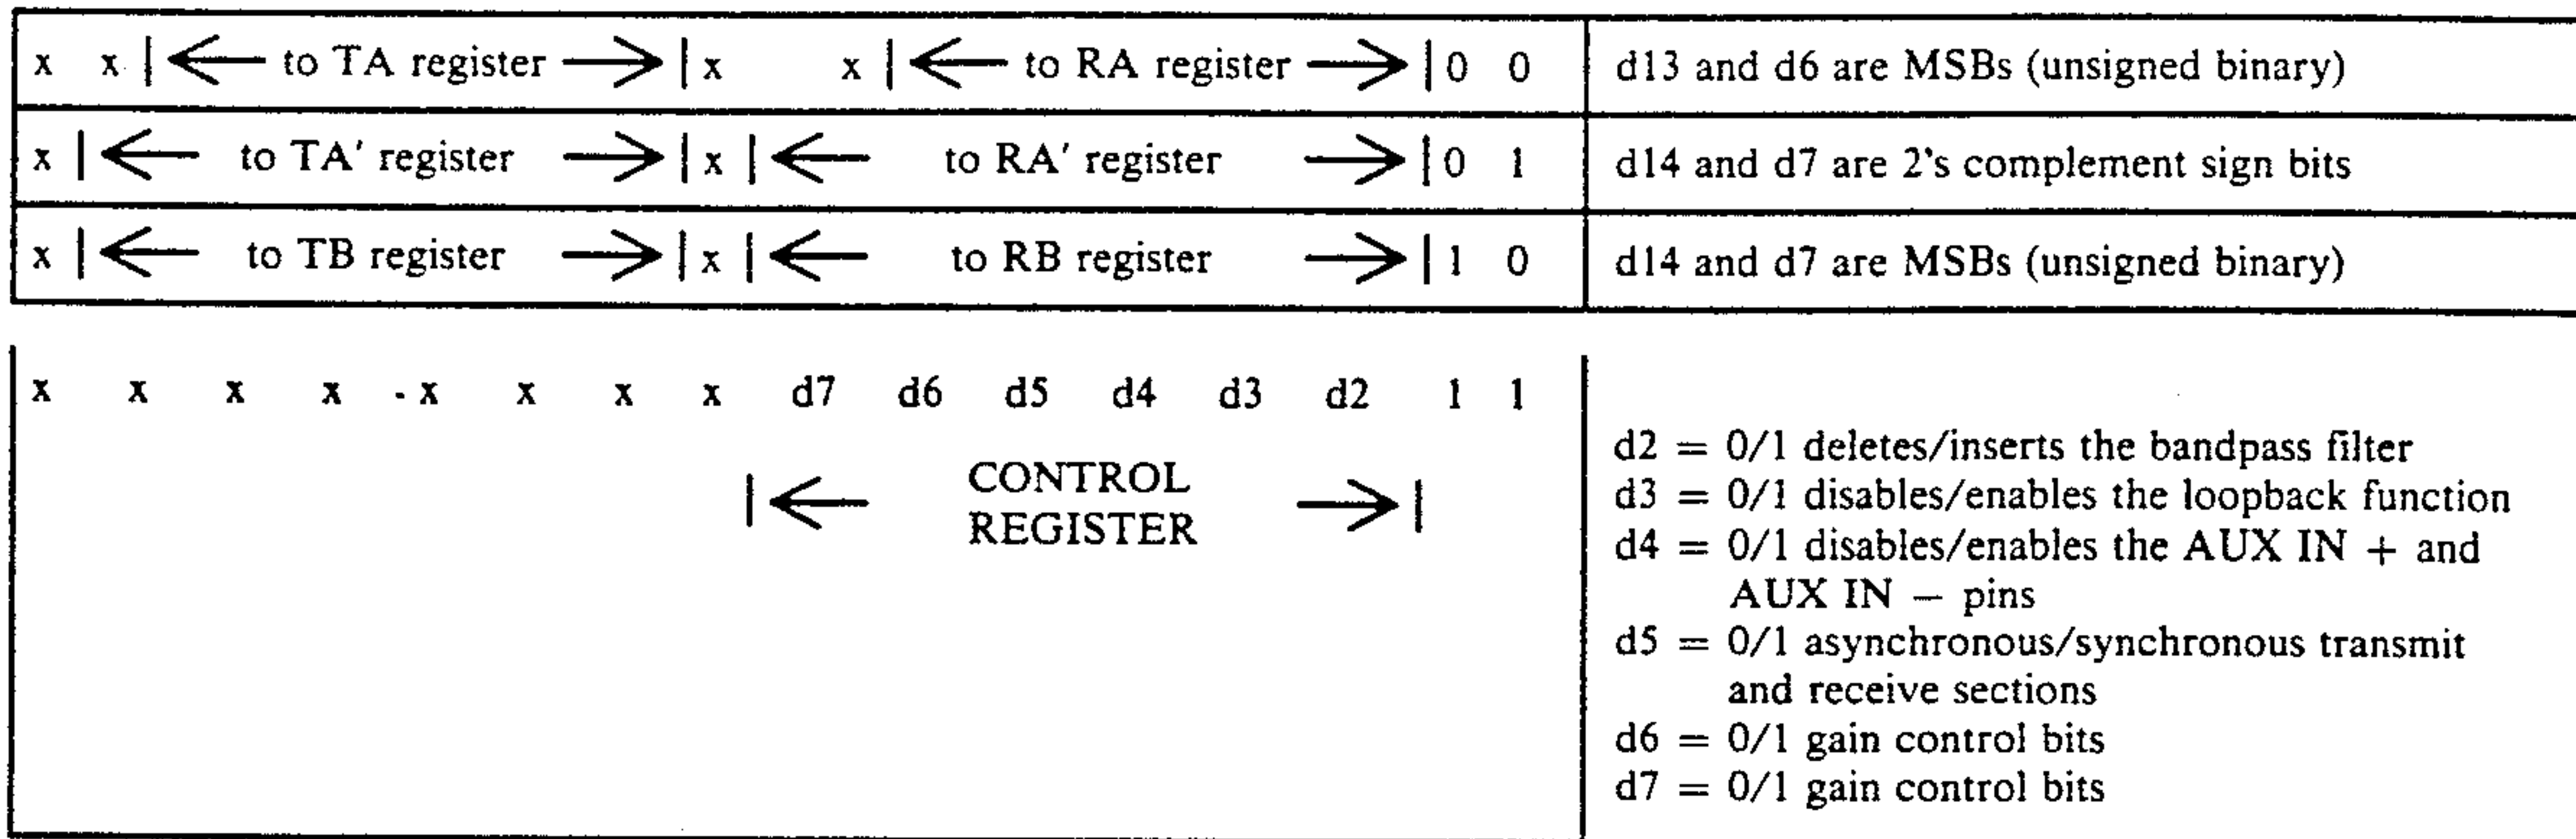 x x | <— to TA register —> | x x | <— to RA register —> | 0 0 d13 and d6 are MSBs (unsigned binary)
x | <— to TA' register —> | x | <— to RA' register —> | 0 1 d14 and d7 are 2's complement sign bits
x | <— to TB register —> | x | <— to RB register —> | 1 0 d14 and d7 are MSBs (unsigned binary)
x x x x x x x x d7 d6 d5 d4 d3 d2 1 1
| <— CONTROL —> |
REGISTER
d2 = 0/1 deletes/inserts the bandpass filter
d3 = 0/1 disables/enables the loopback function
d4 = 0/1 disables/enables the AUX IN + and
AUX IN – pins
d5 = 0/1 asynchronous/synchronous transmit
and receive sections
d6 = 0/1 gain control bits
d7 = 0/1 gain control bits